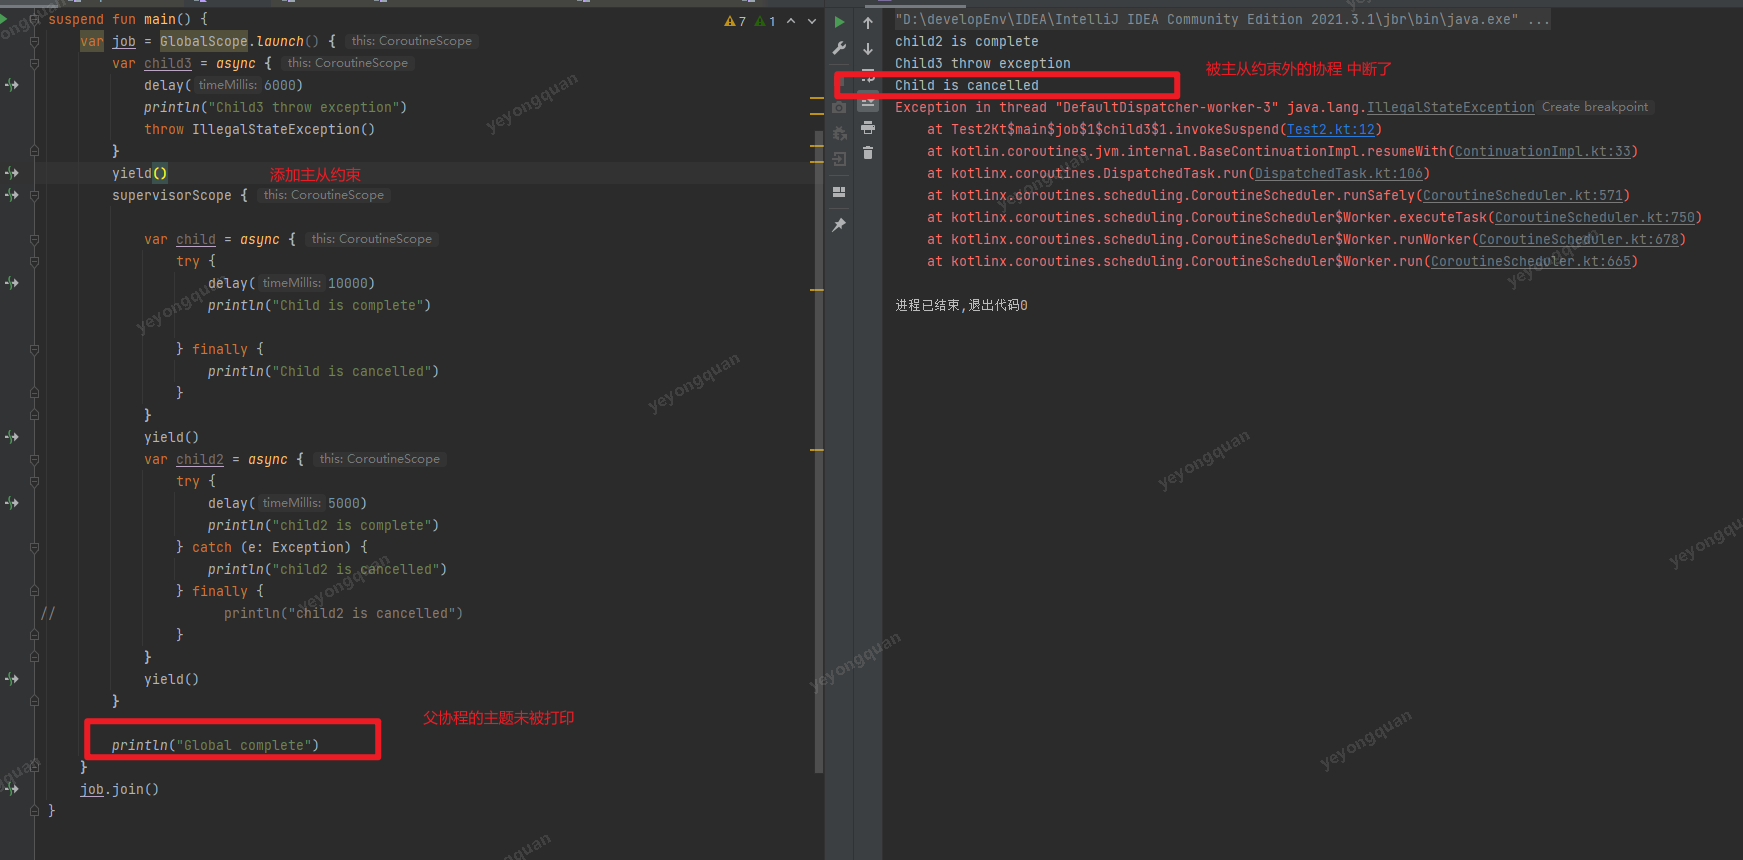 suspend fun main() {
var job = GlobalScope.launch() { this: CoroutineScope
var child3 = async { this: CoroutineScope
delay( timeMillis: 6000)
println("Child3 throw exception")
throw IllegalStateException()
}
yield()
添加主从约束
supervisorScope { this: CoroutineScope
var child = async { this: CoroutineScope
try {
delay( timeMillis: 10000)
println("Child is complete")
} finally {
println("Child is cancelled")
}
}
yield()
var child2 = async { this: CoroutineScope
try {
delay( timeMillis: 5000)
println("child2 is complete")
} catch (e: Exception) {
println("child2 is cancelled")
} finally {
// println("child2 is cancelled")
}
}
yield()
}
父协程的主题未被打印
println("Global complete")
}
job.join()
}
7 1
"D:\developEnv\IDEA\IntelliJ IDEA Community Edition 2021.3.1\jbr\bin\java.exe" ...
child2 is complete
Child3 throw exception
被主从约束外的协程 中断了
Child is cancelled
Exception in thread "DefaultDispatcher-worker-3" java.lang.IllegalStateException Create breakpoint
at Test2Kt$main$job$1$child3$1.invokeSuspend(Test2.kt:12)
at kotlin.coroutines.jvm.internal.BaseContinuationImpl.resumeWith(ContinuationImpl.kt:33)
at kotlinx.coroutines.DispatchedTask.run(DispatchedTask.kt:106)
at kotlinx.coroutines.scheduling.CoroutineScheduler.runSafely(CoroutineScheduler.kt:571)
at kotlinx.coroutines.scheduling.CoroutineScheduler$Worker.executeTask(CoroutineScheduler.kt:750)
at kotlinx.coroutines.scheduling.CoroutineScheduler$Worker.runWorker(CoroutineScheduler.kt:678)
at kotlinx.coroutines.scheduling.CoroutineScheduler$Worker.run(CoroutineScheduler.kt:665)
进程已结束,退出代码0
yeyongquan
yeyongquan
yeyongquan
yeyongquan
yeyongquan
yeyongquan
yeyongquan
yeyongquan
yeyongquan